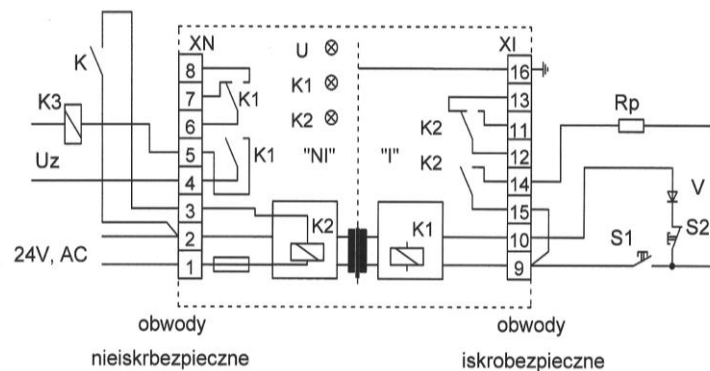 XN
U
XI
K
8
16
7
K1
K1
13
K3
6
K2
K2
11
Rp
5
K1
"NI"
"I"
K2
12
Uz
4
14
V
3
K2
K1
15
2
10
S1
S2
24V, AC
1
9
obwody
nieiskrbezpieczne
obwody
iskrobezpieczne